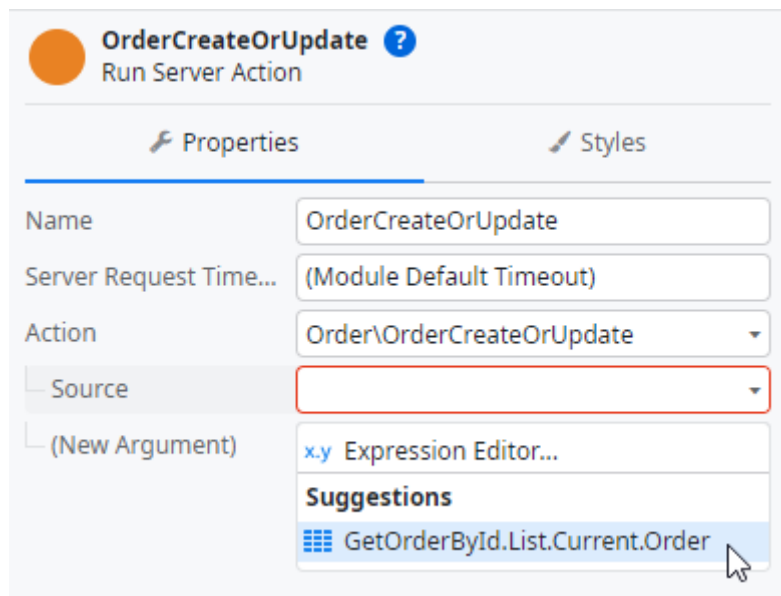 OrderCreateOrUpdate ?
Run Server Action
Properties
Styles
Name
OrderCreateOrUpdate
Server Request Time...
(Module Default Timeout)
Action
Order\OrderCreateOrUpdate
Source
(New Argument)
x.y Expression Editor...
Suggestions
GetOrderById.List.Current.Order